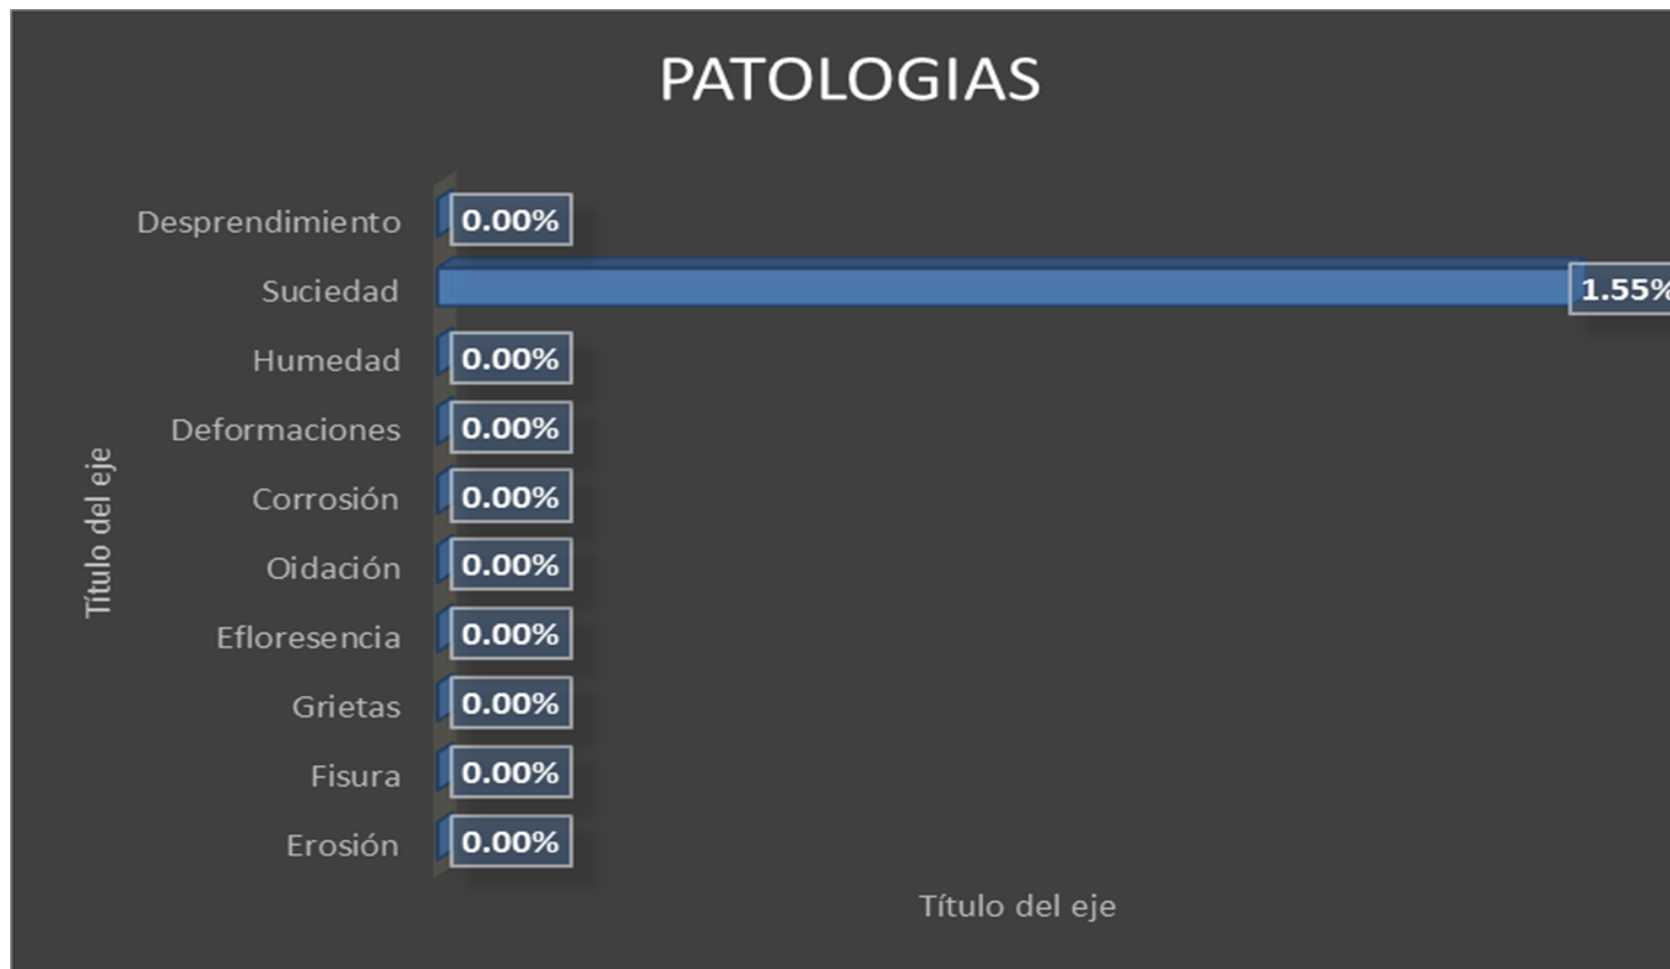 PATOLOGIAS
Desprendimiento 0.00%
Suciedad 1.55%
Humedad 0.00%
Deformaciones 0.00%
Corrosión 0.00%
Oidación 0.00%
Efloresencia 0.00%
Grietas 0.00%
Fisura 0.00%
Erosión 0.00%
Título del eje
Título del eje